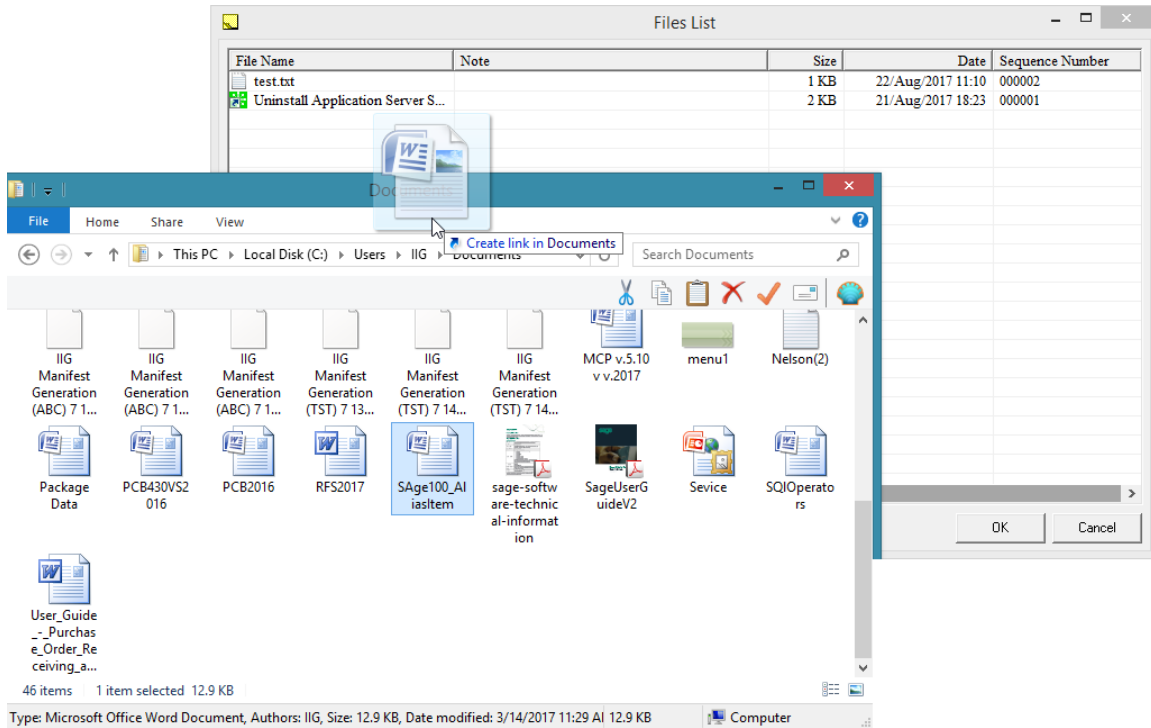 Files List
File Name Note Size Date Sequence Number
test.txt 1 KB 22/Aug/2017 11:10 000002
Uninstall Application Server S... 2 KB 21/Aug/2017 18:23 000001
Documents
File Home Share View
Create link in Documents
This PC Local Disk (C:) Users IIG Documents Search Documents
IIG
Manifest
Generation
(ABC) 7 1...
IIG
Manifest
Generation
(ABC) 7 1...
IIG
Manifest
Generation
(ABC) 7 1...
IIG
Manifest
Generation
(TST) 7 13...
IIG
Manifest
Generation
(TST) 7 14...
IIG
Manifest
Generation
(TST) 7 14...
MCP v.5.10
v v.2017
menu1
Nelson(2)
Package
Data
PCB430VS2
016
PCB2016
RFS2017
SAge100_Al
iasItem
sage-softw
are-technic
al-informat
ion
SageUserG
uideV2
Sevice
SQlOperato
rs
OK Cancel
User_Guide
_-_Purchas
e_Order_Re
ceiving_a...
46 items 1 item selected 12.9 KB
Type: Microsoft Office Word Document, Authors: IIG, Size: 12.9 KB, Date modified: 3/14/2017 11:29 AM 12.9 KB Computer